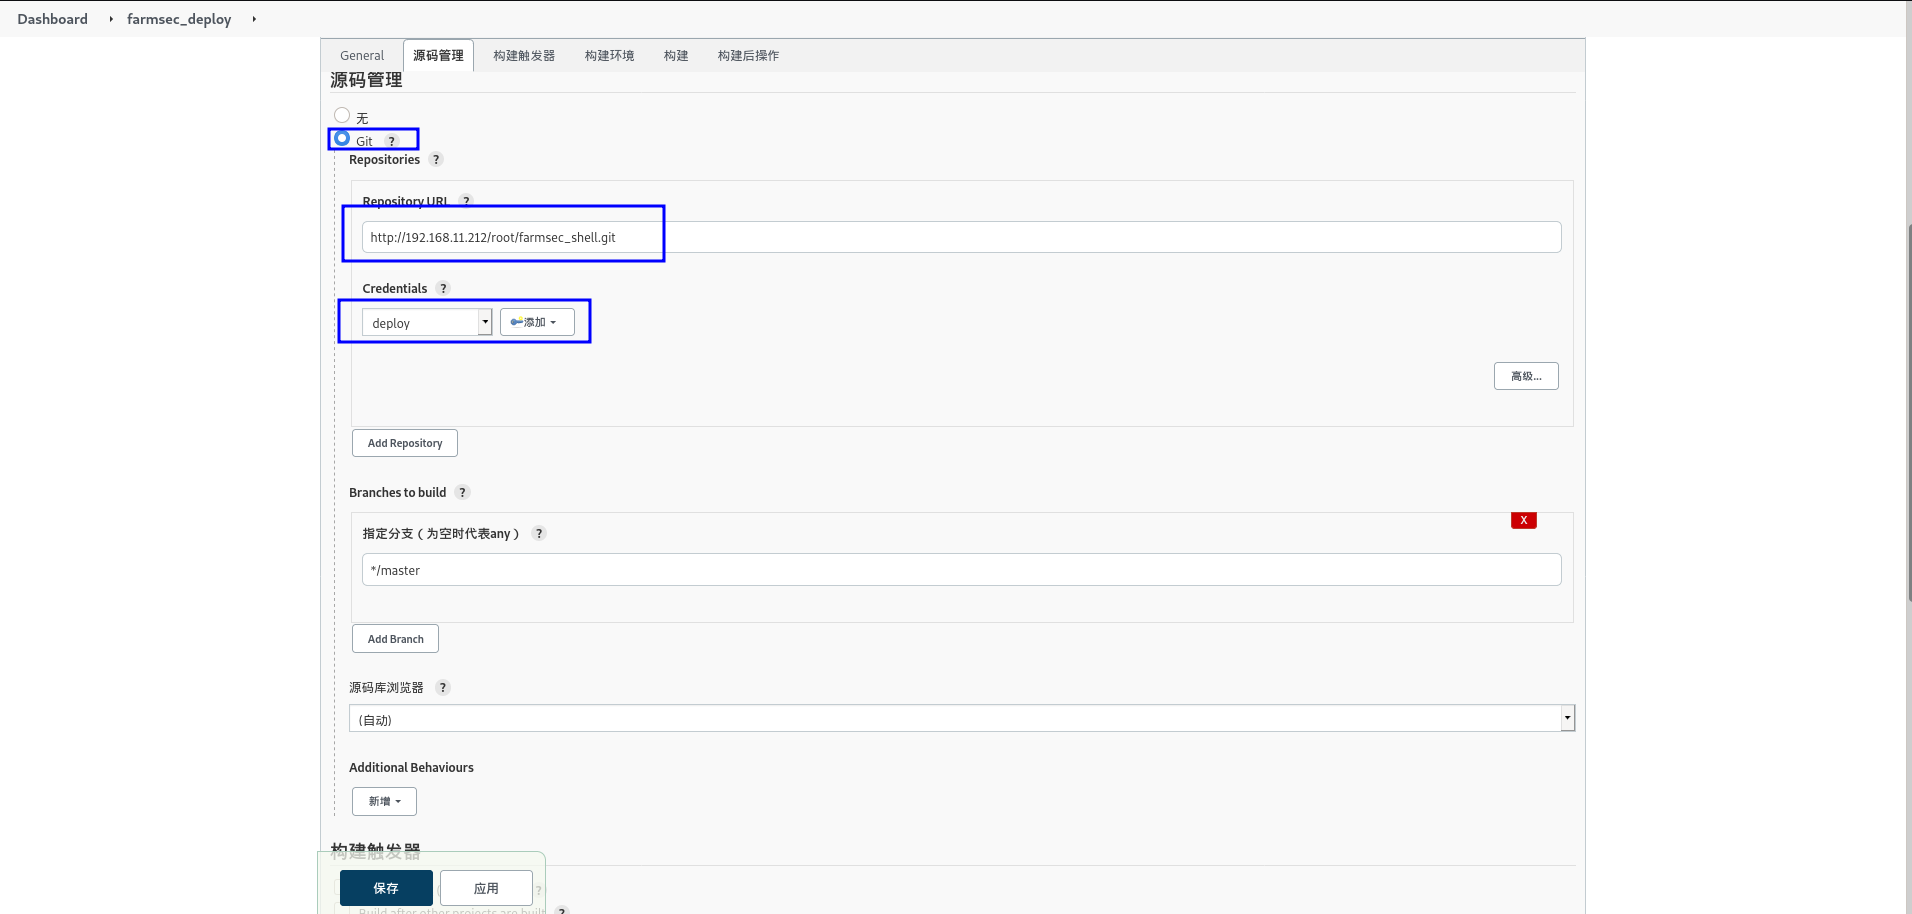 Dashboard farmsec_deploy
General 源码管理 构建触发器 构建环境 构建 构建后操作
源码管理
无
Git ?
Repositories ?
Repository URL ?
http://192.168.11.212/root/farmsec_shell.git
Credentials ?
deploy 添加
高级...
Add Repository
Branches to build ?
X
指定分支（为空时代表any） ?
*/master
Add Branch
源码库浏览器 ?
(自动)
Additional Behaviours
新增
构建触发器
保存 应用 ?
Build after other projects are built ?